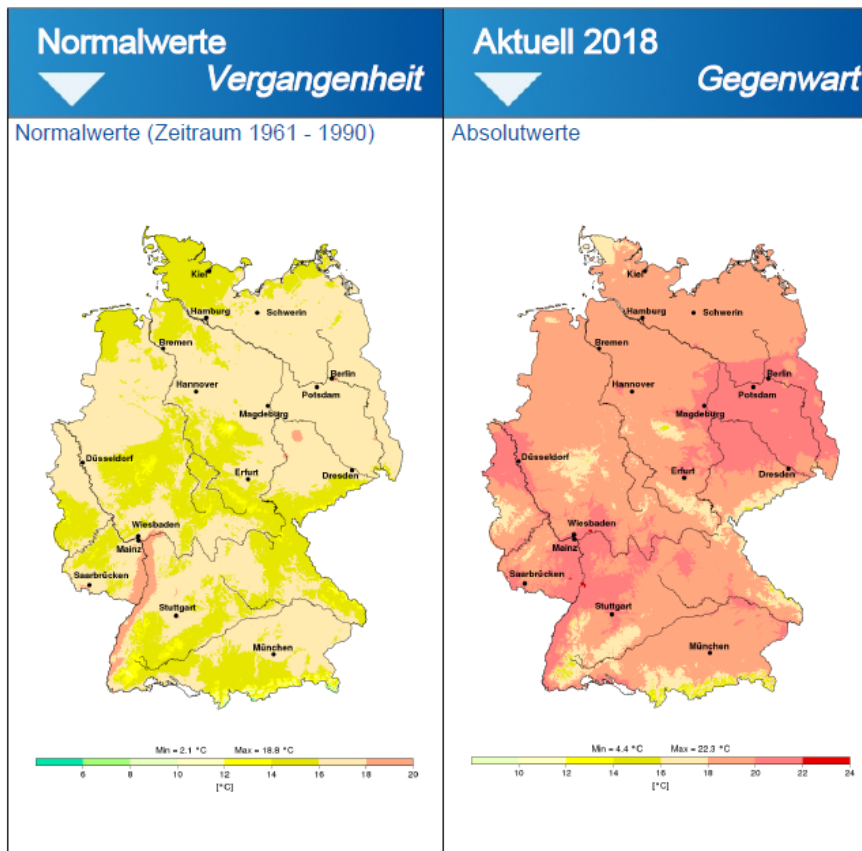 Normalwerte
Vergangenheit
Normalwerte (Zeitraum 1961 - 1990)
Kiel
Hamburg
Schwerin
Bremen
Berlin
Hannover
Potsdam
Magdeburg
Düsseldorf
Erfurt
Dresden
Wiesbaden
Mainz
Saarbrücken
Stuttgart
München
Min = 2.1 °C Max = 18.8 °C
6 8 10 12 14 16 18 20
[°C]
Aktuell 2018
Gegenwart
Absolutwerte
Kiel
Hamburg
Schwerin
Bremen
Berlin
Hannover
Potsdam
Magdeburg
Düsseldorf
Erfurt
Dresden
Wiesbaden
Mainz
Saarbrücken
Stuttgart
München
Min = 4.4 °C Max = 22.3 °C
10 12 14 16 18 20 22 24
[°C]